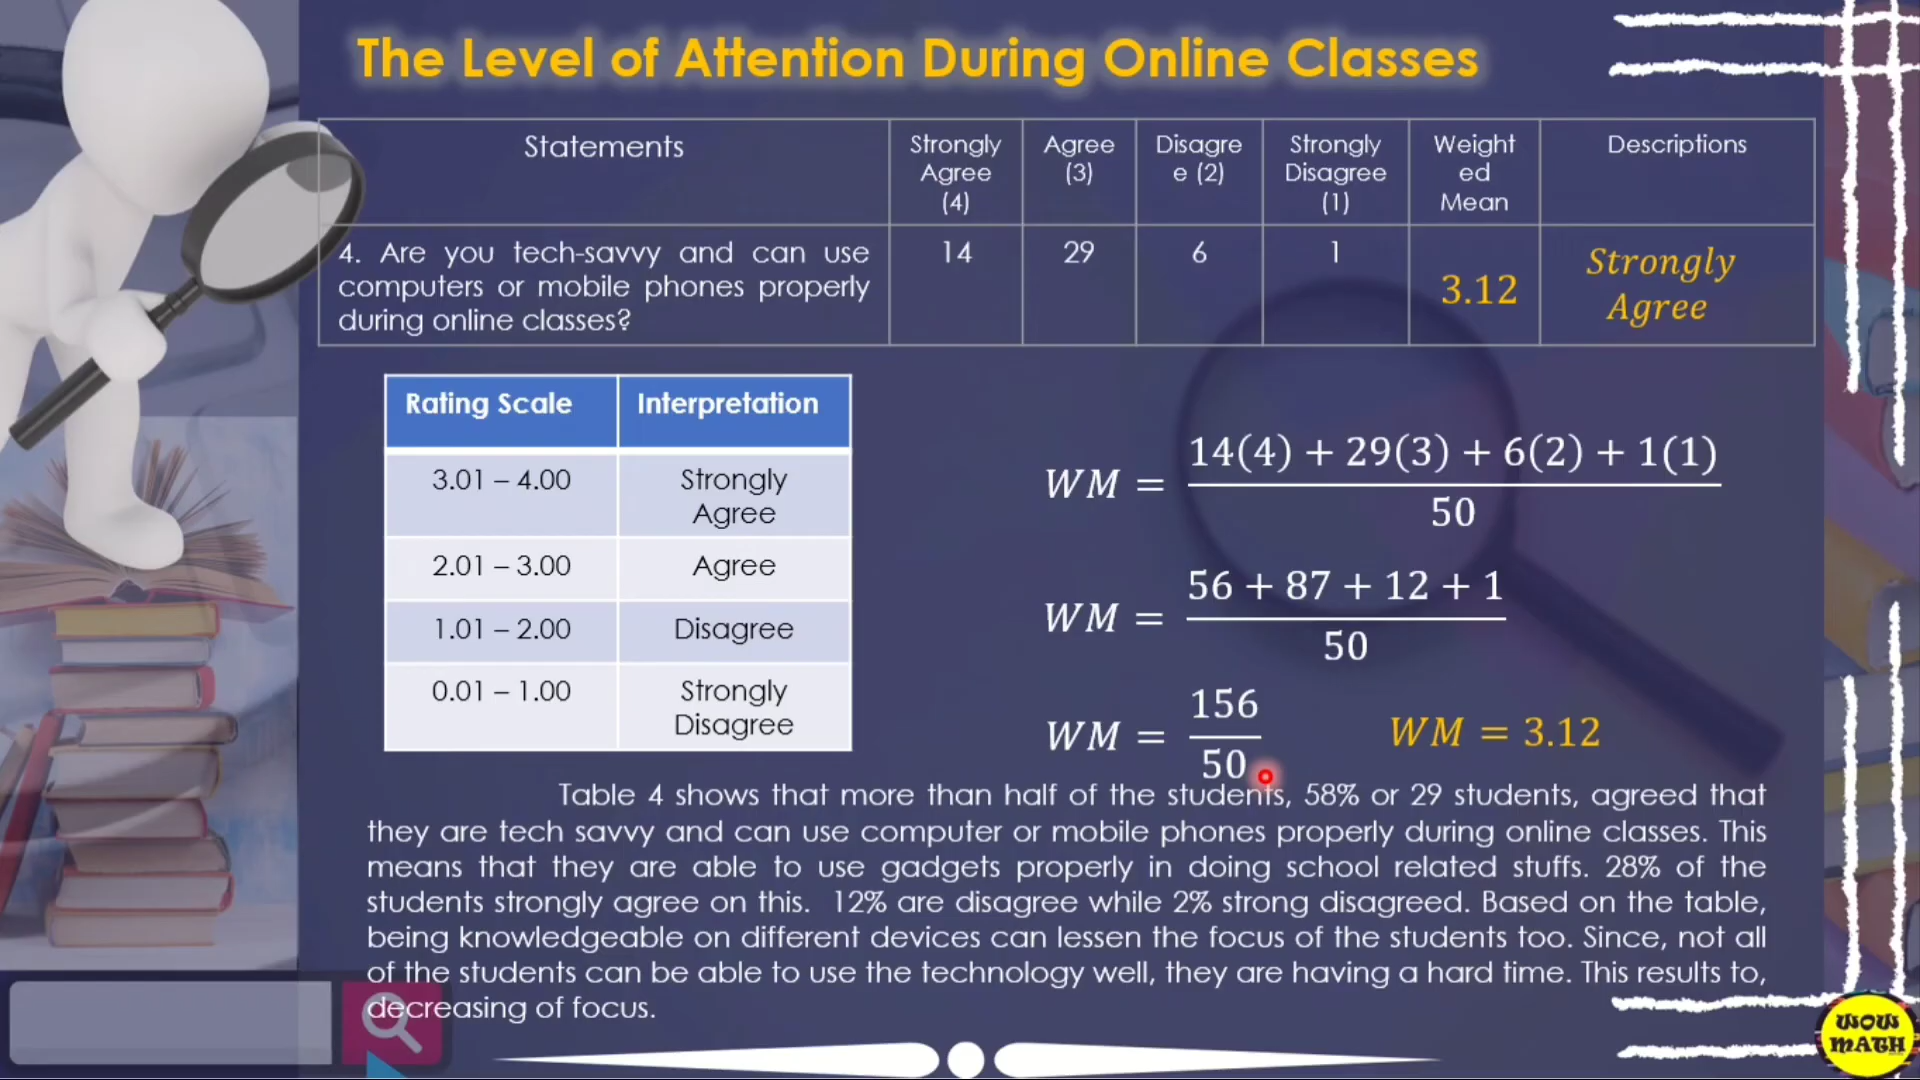 The Level of Attention During Online Classes
Statements
Strongly
Agree
(4)
Agree
(3)
Disagre
e (2)
Strongly
Disagree
(1)
Weight
ed
Mean
Descriptions
4. Are you tech-savvy and can use
computers or mobile phones properly
during online classes?
14
29
6
1
3.12
Strongly
Agree
Rating Scale
Interpretation
3.01 – 4.00
Strongly
Agree
2.01 – 3.00
Agree
1.01 – 2.00
Disagree
0.01 – 1.00
Strongly
Disagree
WM = 14(4) + 29(3) + 6(2) + 1(1)
50
WM = 56 + 87 + 12 + 1
50
WM = 156
50
WM = 3.12
Table 4 shows that more than half of the students, 58% or 29 students, agreed that
they are tech savvy and can use computer or mobile phones properly during online classes. This
means that they are able to use gadgets properly in doing school related stuffs. 28% of the
students strongly agree on this. 12% are disagree while 2% strong disagreed. Based on the table,
being knowledgeable on different devices can lessen the focus of the students too. Since, not all
of the students can be able to use the technology well, they are having a hard time. This results to,
decreasing of focus.
WOW
MATH